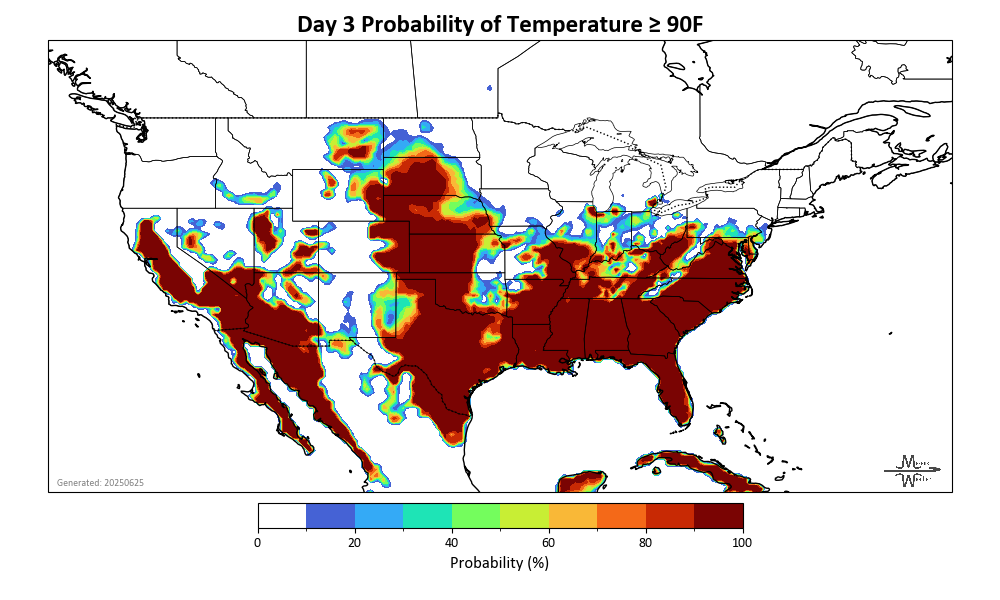 Day 3 Probability of Temperature ≥ 90F
Generated: 20250625
0 20 40 60 80 100
Probability (%)